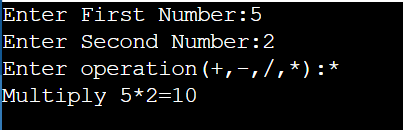 Enter First Number:5
Enter Second Number:2
Enter operation(+,-,/,*):*
Multiply 5*2=10